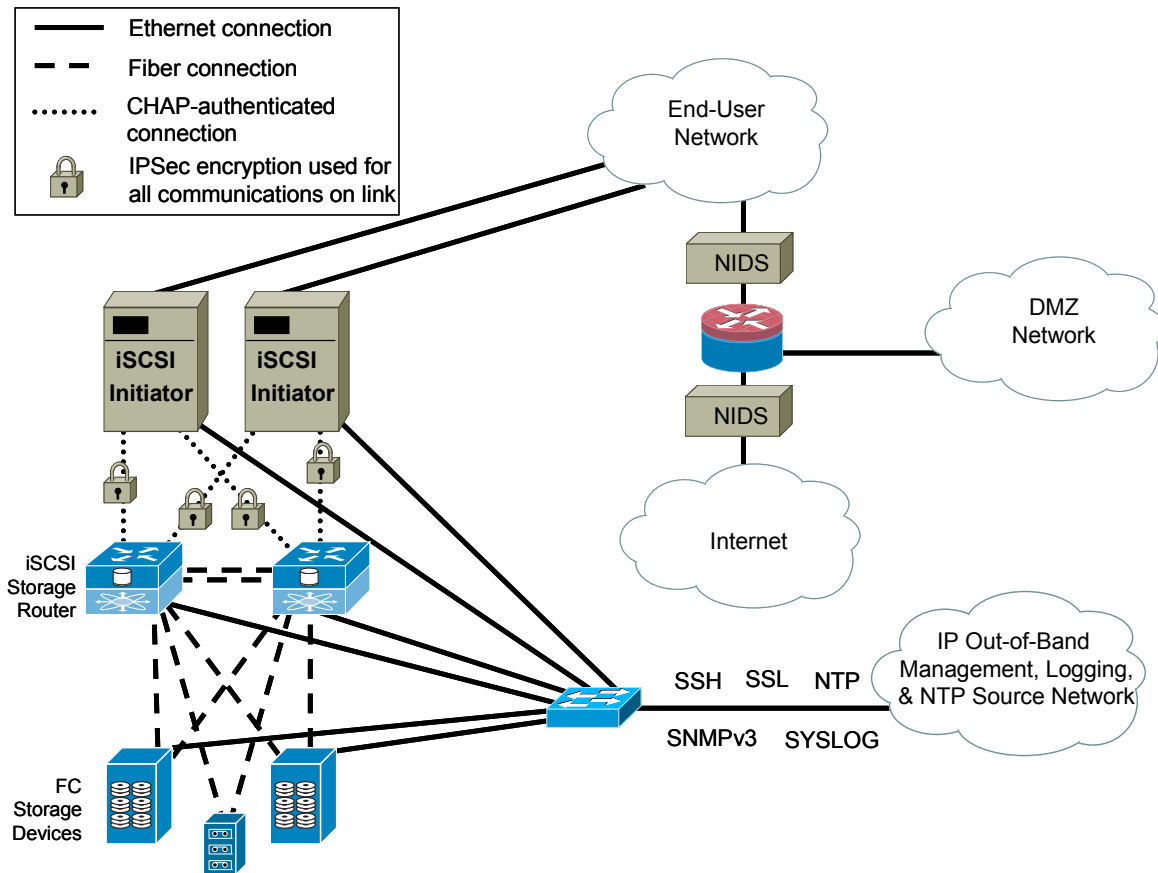 Ethernet connection
Fiber connection
CHAP-authenticated
connection
IPSec encryption used for
all communications on link
End-User
Network
NIDS
DMZ
Network
NIDS
Internet
iSCSI
Initiator
iSCSI
Initiator
iSCSI
Storage
Router
IP Out-of-Band
Management, Logging,
& NTP Source Network
SSH SSL NTP
SNMPv3 SYSLOG
FC
Storage
Devices